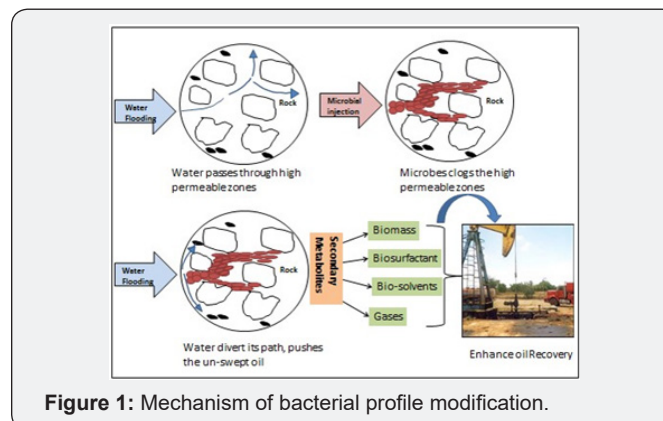 Water
Flooding
Rock
Water passes through high
permeable zones
Microbial
injection
Rock
Microbes clogs the high
permeable zones
Water
Flooding
Rock
Water divert its path, pushes
the un-swept oil
Secondary
Metabolites
Biomass
Biosurfactant
Bio-solvents
Gases
Enhance oil Recovery
Figure 1: Mechanism of bacterial profile modification.